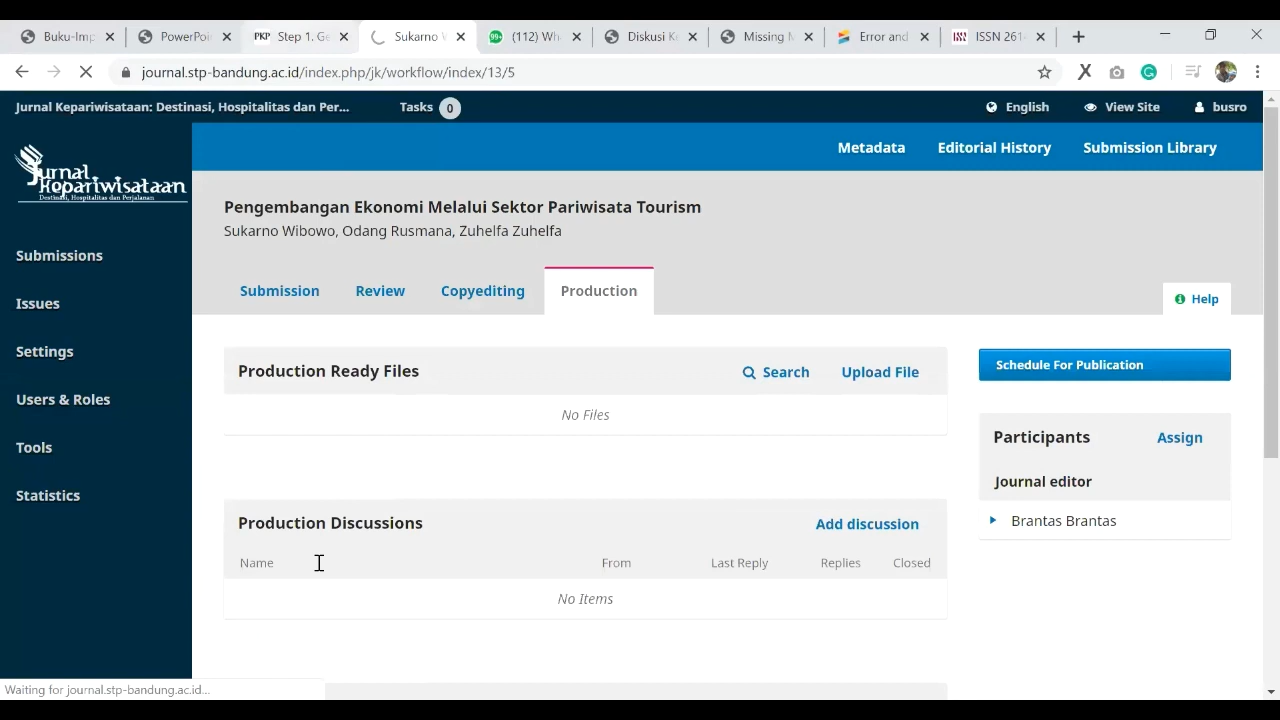 Buku-Imp
PowerPoi
PKP Step 1. Ge
Sukarno W
99+ (112) Wh
Diskusi K
Missing M
Error and
ISSN 261
journal.stp-bandung.ac.id/index.php/jk/workflow/index/13/5
Jurnal Kepariwisataan: Destinasi, Hospitalitas dan Per...
Tasks 0
English
View Site
busro
Jurnal
Kepariwisataan
Destinasi, Hospitalitas dan Perjalanan
Metadata
Editorial History
Submission Library
Pengembangan Ekonomi Melalui Sektor Pariwisata Tourism
Sukarno Wibowo, Odang Rusmana, Zuhelfa Zuhelfa
Submissions
Issues
Settings
Users & Roles
Tools
Statistics
Submission
Review
Copyediting
Production
Help
Production Ready Files
Search
Upload File
No Files
Schedule For Publication
Participants
Assign
Journal editor
Brantas Brantas
Production Discussions
Add discussion
Name
From
Last Reply
Replies
Closed
No Items
Waiting for journal.stp-bandung.ac.id...